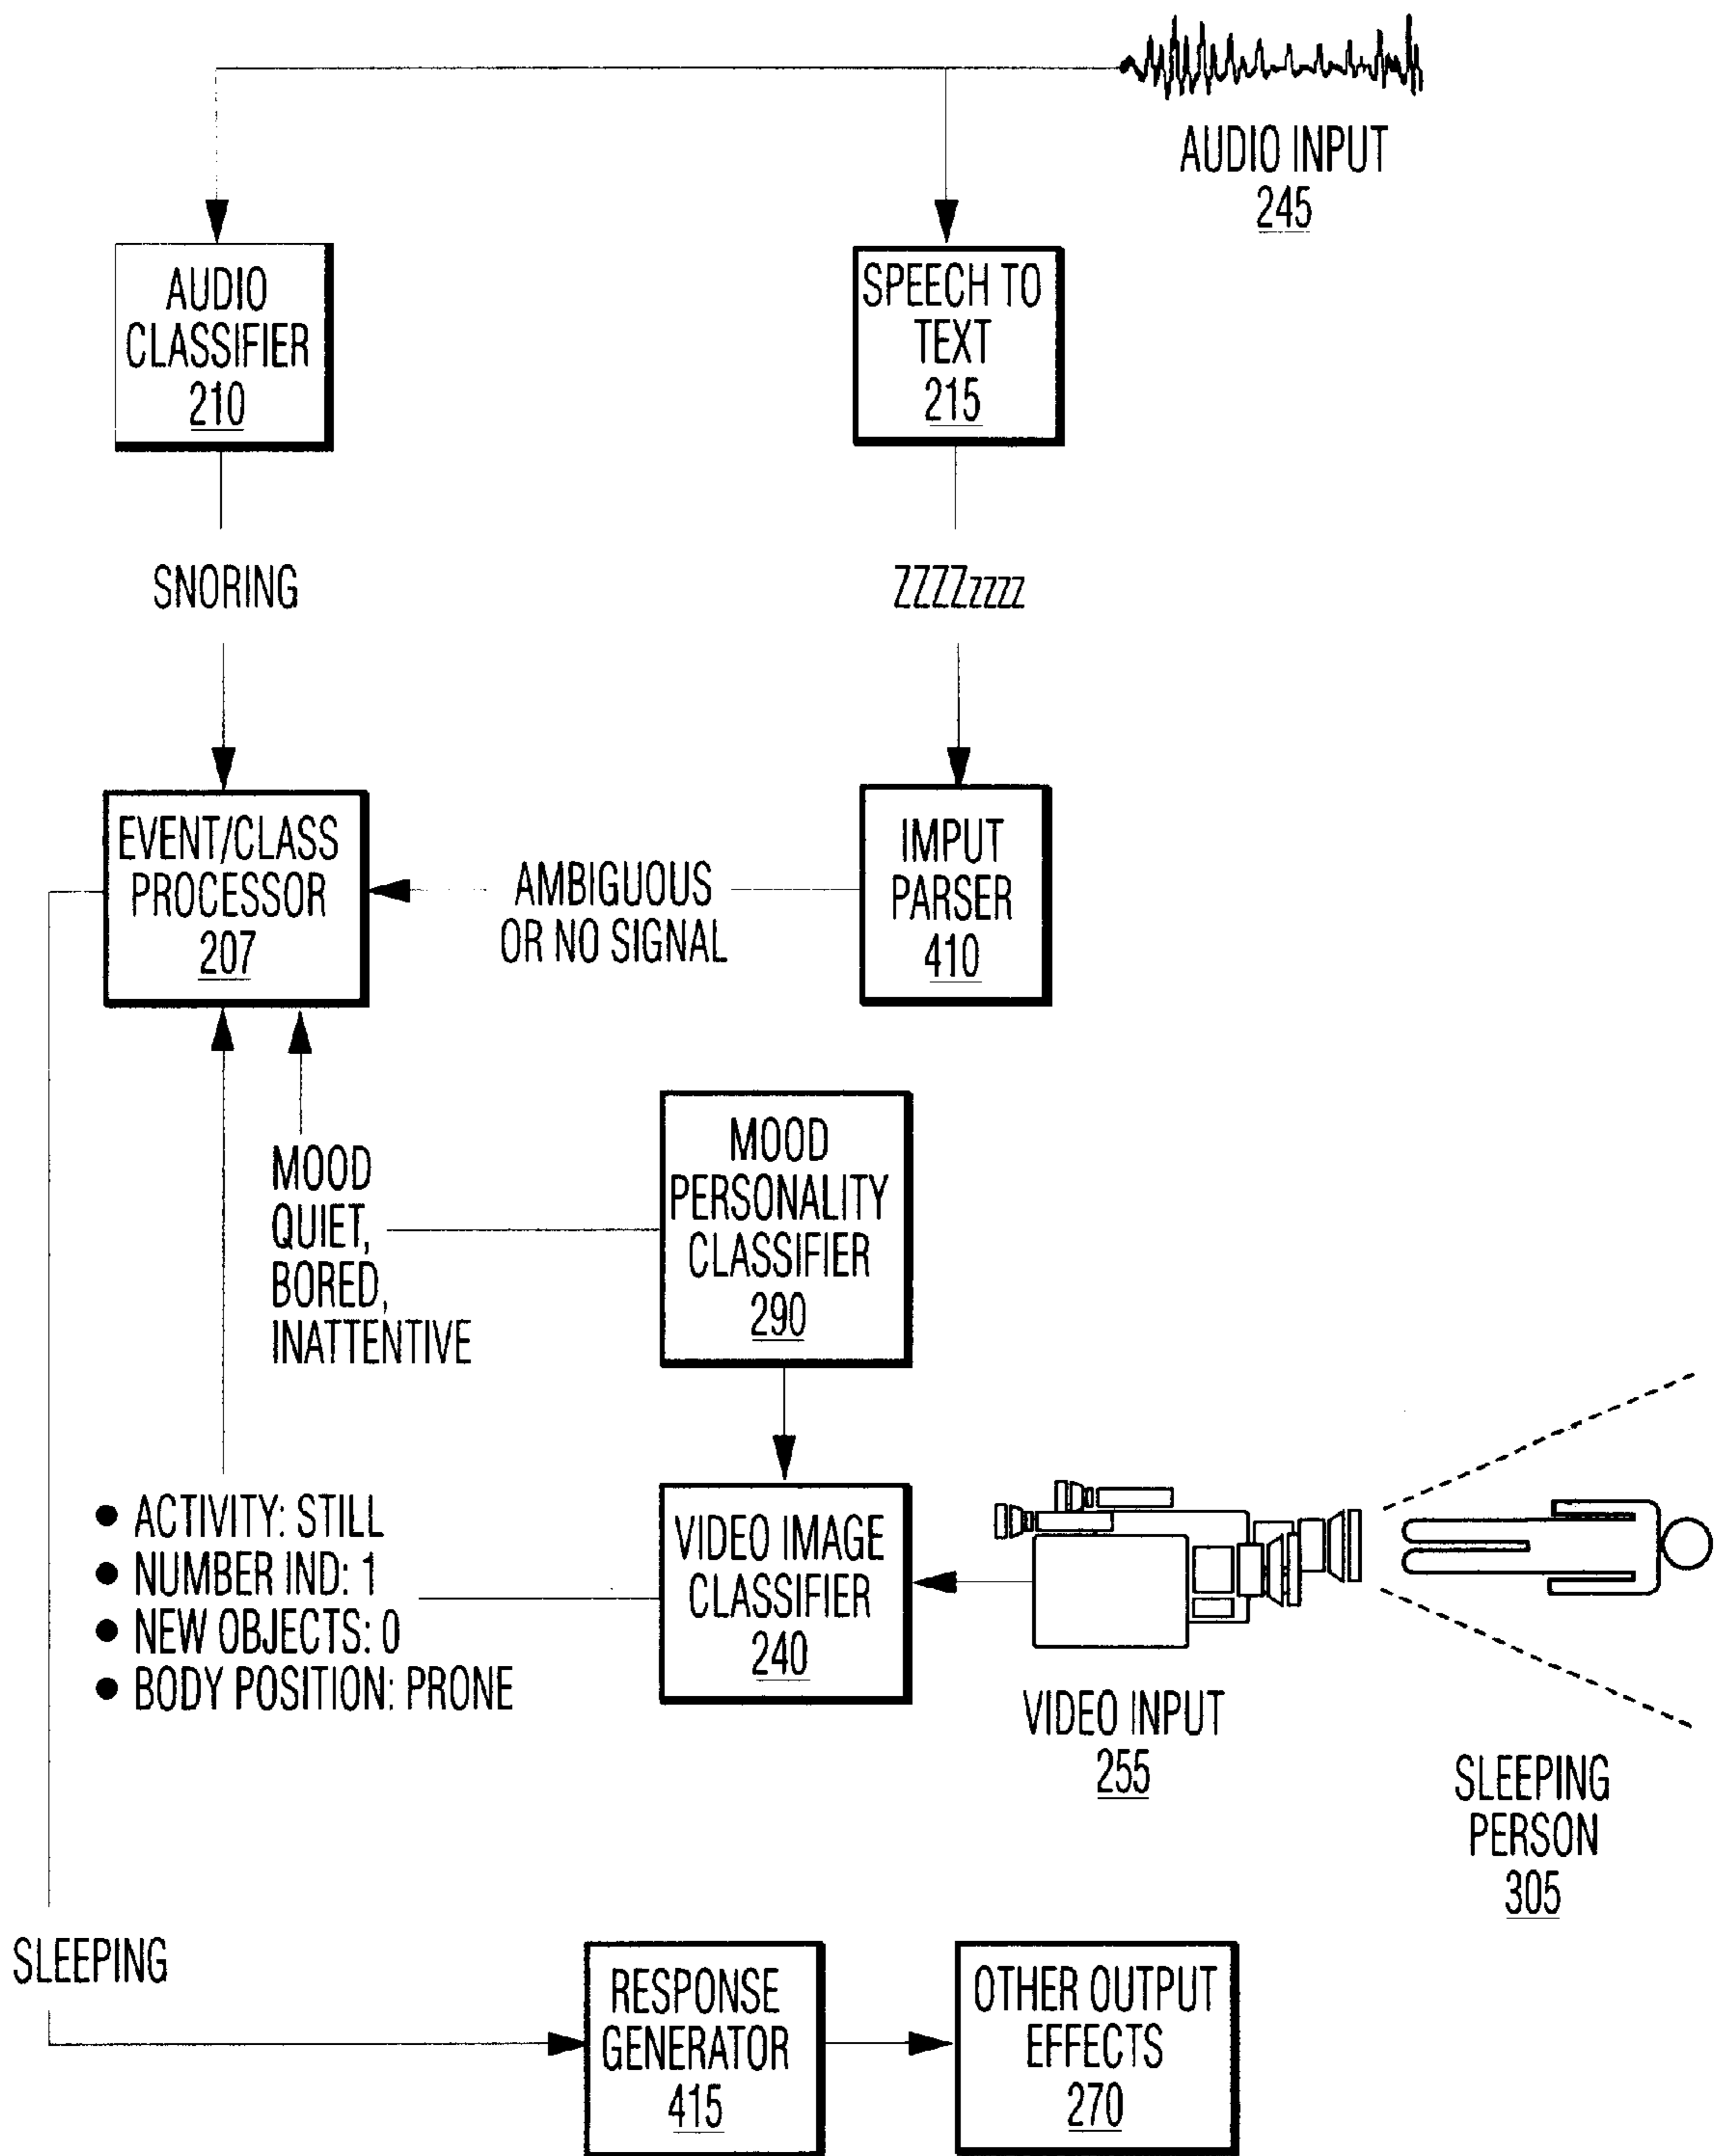 AUDIO INPUT
245
AUDIO
CLASSIFIER
210
SPEECH TO
TEXT
215
SNORING
ZZZZzzzz
EVENT/CLASS
PROCESSOR
207
AMBIGUOUS
OR NO SIGNAL
IMPUT
PARSER
410
MOOD
QUIET,
BORED,
INATTENTIVE
MOOD
PERSONALITY
CLASSIFIER
290
• ACTIVITY: STILL
• NUMBER IND: 1
• NEW OBJECTS: 0
• BODY POSITION: PRONE
VIDEO IMAGE
CLASSIFIER
240
VIDEO INPUT
255
SLEEPING
PERSON
305
SLEEPING
RESPONSE
GENERATOR
415
OTHER OUTPUT
EFFECTS
270